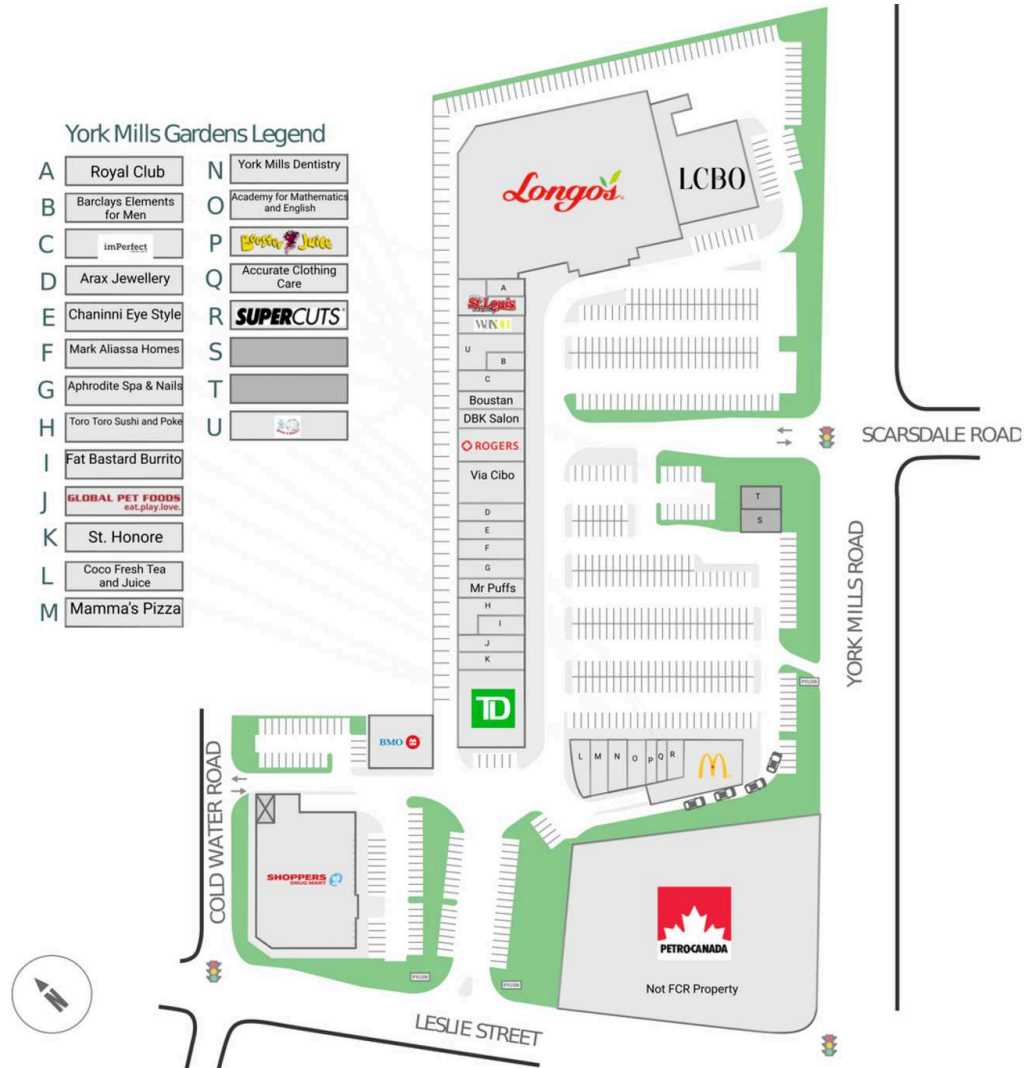 York Mills Gardens Legend
A Royal Club
B Barclays Elements
for Men
C imPerfect
D Arax Jewellery
E Chaninni Eye Style
F Mark Aliassa Homes
G Aphrodite Spa & Nails
H Toro Toro Sushi and Poke
I Fat Bastard Burrito
J GLOBAL PET FOODS
eat.play.love.
K St. Honore
L Coco Fresh Tea
and Juice
M Mamma's Pizza
N York Mills Dentistry
O Academy for Mathematics
and English
P Booster Juice
Q Accurate Clothing
Care
R SUPERCUTS
S
T
U
Longo's
LCBO
A
St. Louis
WAX
U
B
C
Boustan
DBK Salon
ROGERS
Via Cibo
D
E
F
G
Mr Puffs
H
I
J
K
TD
BMO
L M N O P Q R
T
S
PYLON
SCARSDALE ROAD
YORK MILLS ROAD
COLD WATER ROAD
SHOPPERS
DRUG MART
PETRO-CANADA
Not FCR Property
PYLON
PYLON
LESLIE STREET
N